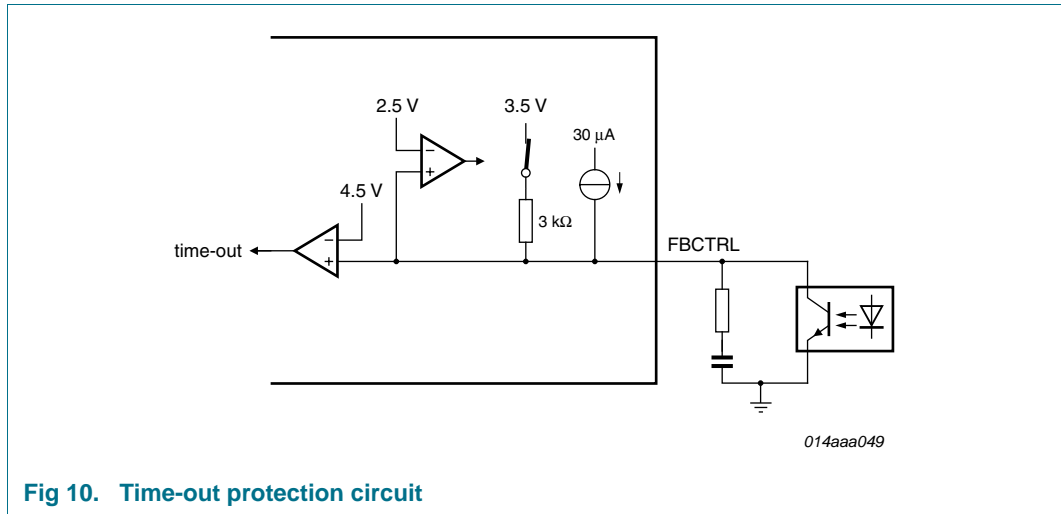 2.5 V
3.5 V
30 μA
4.5 V
3 kΩ
time-out
FBCTRL
014aaa049
Fig 10. Time-out protection circuit